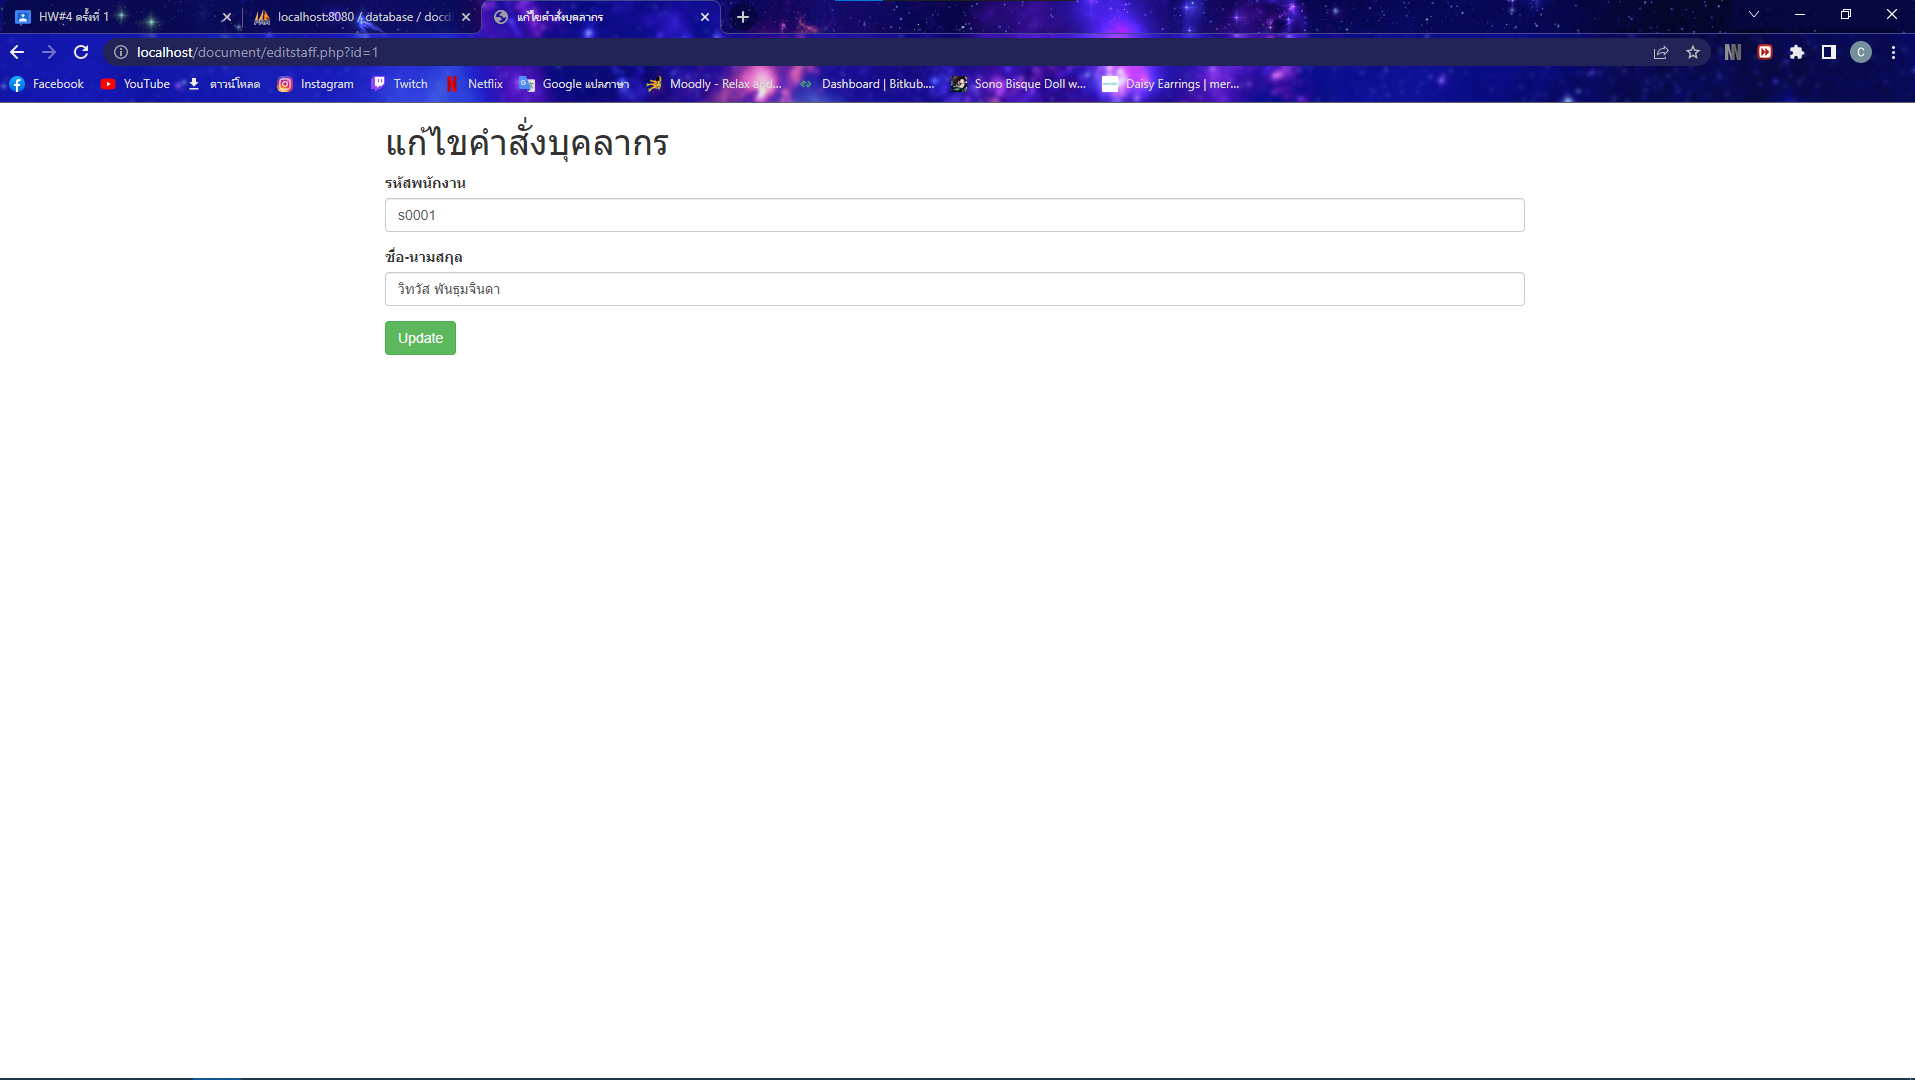 HW#4 ครั้งที่ 1
localhost:8080 / database / docd
แก้ไขคำสั่งบุคลากร
localhost/document/editstaff.php?id=1
C
Facebook
YouTube
ดาวน์โหลด
Instagram
Twitch
Netflix
Google แปลภาษา
Moodly - Relax and...
Dashboard | Bitkub....
Sono Bisque Doll w...
Daisy Earrings | mer...
แก้ไขคำสั่งบุคลากร
รหัสพนักงาน
s0001
ชื่อ-นามสกุล
วิทวัส พันธุมจินดา
Update